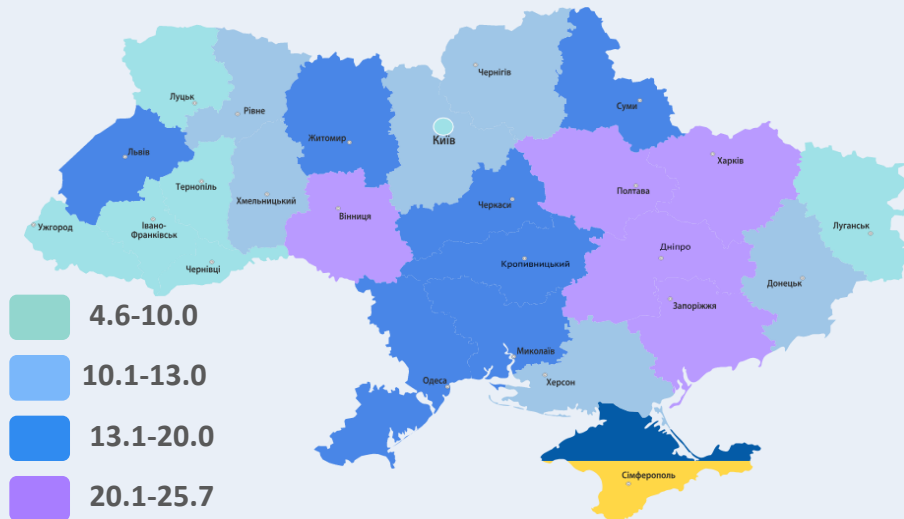 Чернігів
Луцьк
Рівне
Суми
Київ
Житомир
Львів
Харків
Тернопіль
Полтава
Хмельницький
Черкаси
Вінниця
Ужгород
Івано-
Франківськ
Луганськ
Дніпро
Чернівці
Кропивницький
Донецьк
Запоріжжя
4.6-10.0
Миколаїв
10.1-13.0
Одеса
Херсон
13.1-20.0
Сімферополь
20.1-25.7